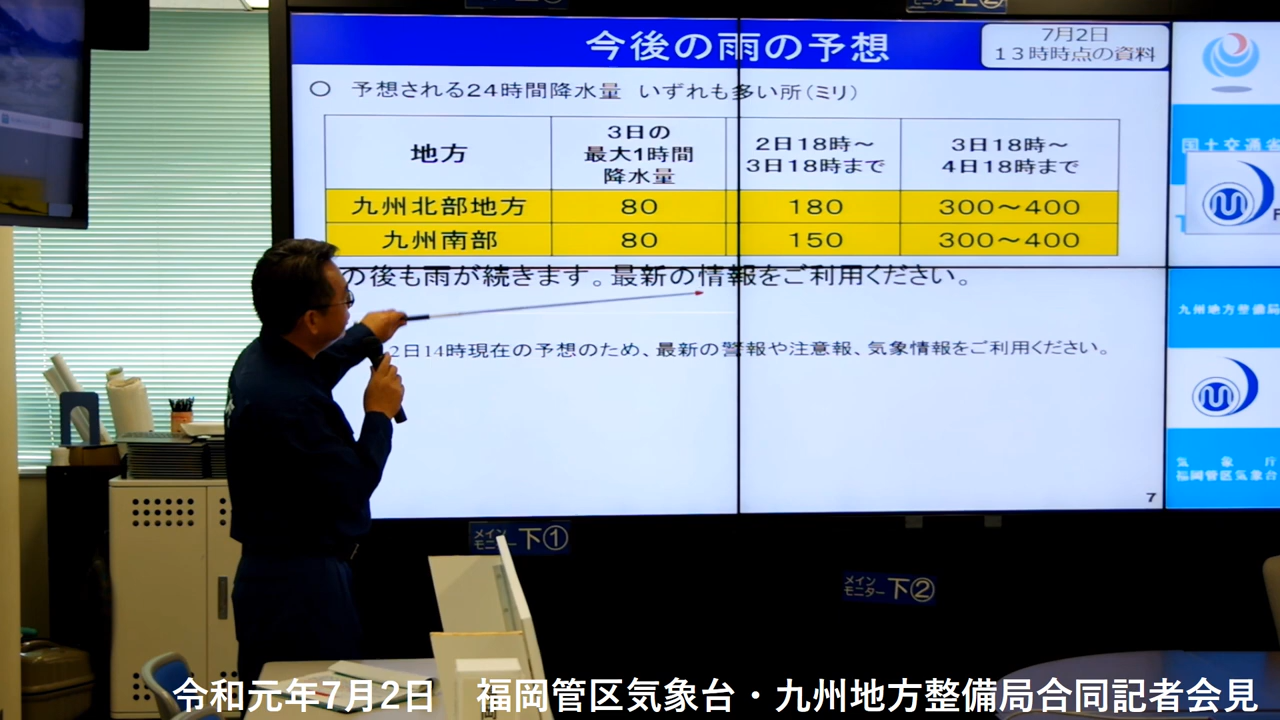 今後の雨の予想
7月2日
13時時点の資料
○ 予想される24時間降水量 いずれも多い所(ミリ)
地方
3日の
最大1時間
降水量
2日18時～
3日18時まで
3日18時～
4日18時まで
九州北部地方 80 180 300～400
九州南部 80 150 300～400
の後も雨が続きます。最新の情報をご利用ください。
2日14時現在の予想のため、最新の警報や注意報、気象情報をご利用ください。
7
国土交通省
九州地方整備局
気象庁
福岡管区気象台
メイン
モニター 下①
メイン
モニター 下②
令和元年7月2日 福岡管区気象台・九州地方整備局合同記者会見